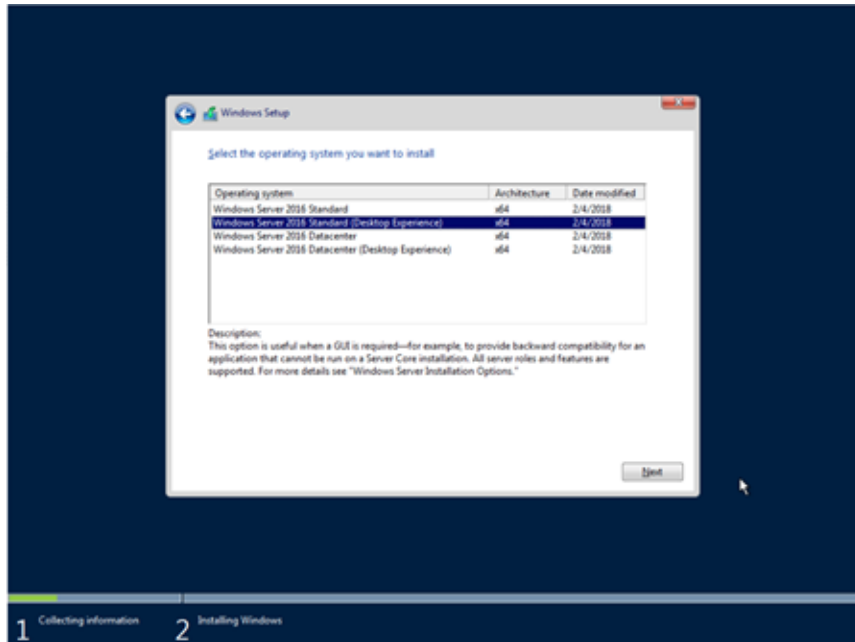 Windows Setup
Select the operating system you want to install
Operating system Architecture Date modified
Windows Server 2016 Standard x64 2/4/2018
Windows Server 2016 Standard (Desktop Experience) x64 2/4/2018
Windows Server 2016 Datacenter x64 2/4/2018
Windows Server 2016 Datacenter (Desktop Experience) x64 2/4/2018
Description:
This option is useful when a GUI is required—for example, to provide backward compatibility for an
application that cannot be run on a Server Core installation. All server roles and features are
supported. For more details see "Windows Server Installation Options."
Next
1 Collecting information 2 Installing Windows